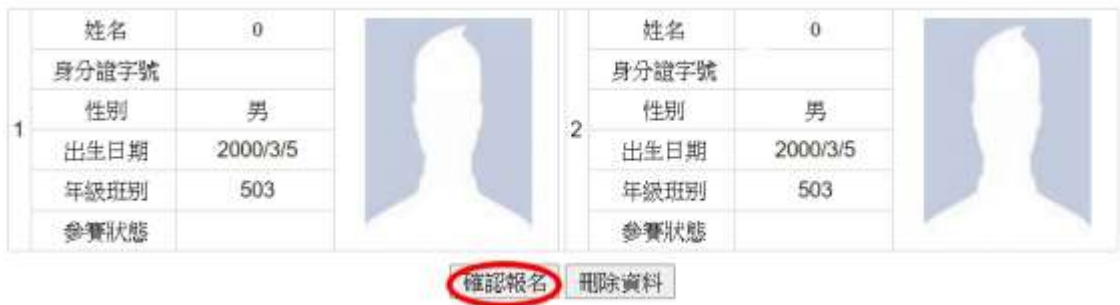 姓名 0 姓名 0
身分證字號 身分證字號
性別 男 性別 男
1 2
出生日期 2000/3/5 出生日期 2000/3/5
年級班別 503 年級班別 503
參賽狀態 參賽狀態
確認報名 刪除資料